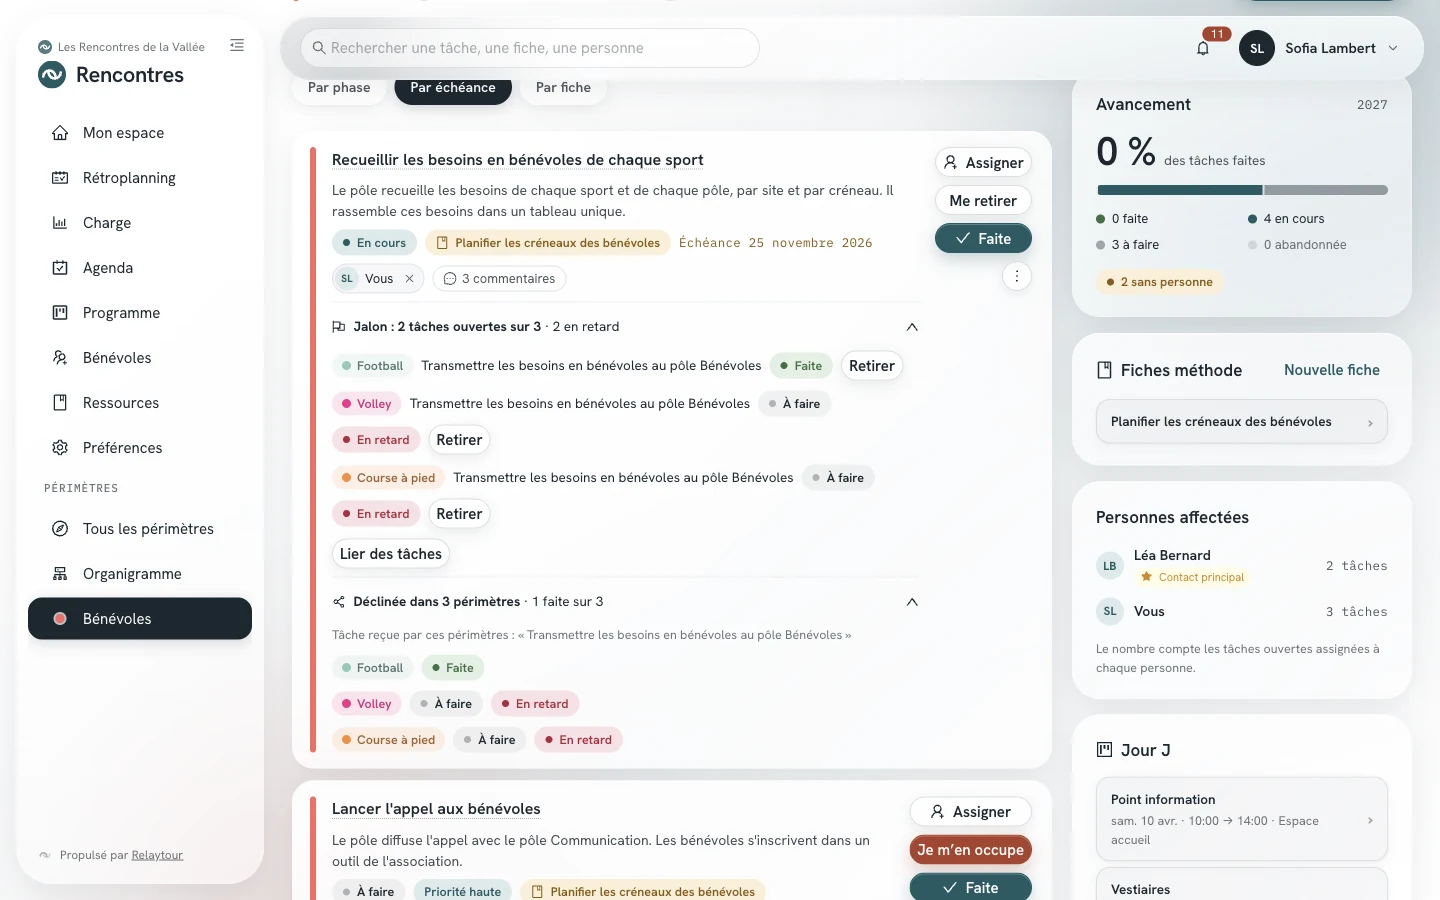 Les Rencontres de la Vallée
Rencontres
Mon espace
Rétroplanning
Charge
Agenda
Programme
Bénévoles
Ressources
Préférences
PÉRIMÈTRES
Tous les périmètres
Organigramme
Bénévoles
Propulsé par Relaytour
Rechercher une tâche, une fiche, une personne
11
SL
Sofia Lambert
Par phase
Par échéance
Par fiche
Recueillir les besoins en bénévoles de chaque sport
Le pôle recueille les besoins de chaque sport et de chaque pôle, par site et par créneau. Il
rassemble ces besoins dans un tableau unique.
En cours
Planifier les créneaux des bénévoles
Échéance 25 novembre 2026
SL Vous
3 commentaires
Assigner
Me retirer
Faite
Jalon : 2 tâches ouvertes sur 3 · 2 en retard
Football Transmettre les besoins en bénévoles au pôle Bénévoles Faite Retirer
Volley Transmettre les besoins en bénévoles au pôle Bénévoles À faire
En retard Retirer
Course à pied Transmettre les besoins en bénévoles au pôle Bénévoles À faire
En retard Retirer
Lier des tâches
Déclinée dans 3 périmètres · 1 faite sur 3
Tâche reçue par ces périmètres : « Transmettre les besoins en bénévoles au pôle Bénévoles »
Football Faite
Volley À faire En retard
Course à pied À faire En retard
Lancer l'appel aux bénévoles
Le pôle diffuse l'appel avec le pôle Communication. Les bénévoles s'inscrivent dans un
outil de l'association.
À faire
Priorité haute
Planifier les créneaux des bénévoles
Assigner
Je m’en occupe
Faite
Avancement
2027
0 % des tâches faites
0 faite
4 en cours
3 à faire
0 abandonnée
2 sans personne
Fiches méthode
Nouvelle fiche
Planifier les créneaux des bénévoles
Personnes affectées
LB
Léa Bernard
Contact principal
2 tâches
SL
Vous
3 tâches
Le nombre compte les tâches ouvertes assignées à
chaque personne.
Jour J
Point information
sam. 10 avr. · 10:00 → 14:00 · Espace
accueil
Vestiaires